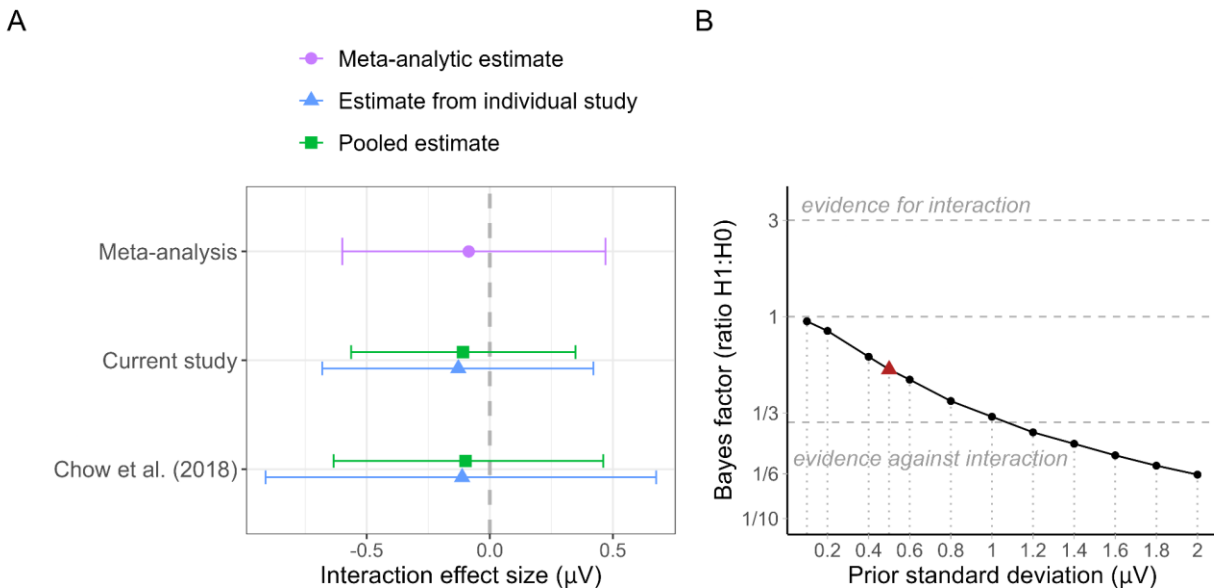 A
Meta-analytic estimate
Estimate from individual study
Pooled estimate
Meta-analysis
Current study
Chow et al. (2018)
-0.5 0.0 0.5
Interaction effect size (µV)
B
Bayes factor (ratio H1:H0)
3
1
1/3
1/6
1/10
evidence for interaction
evidence against interaction
0.2 0.4 0.6 0.8 1 1.2 1.4 1.6 1.8 2
Prior standard deviation (µV)